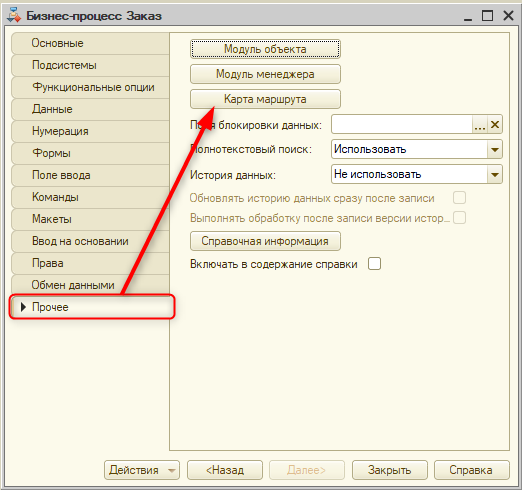 Бизнес-процесс Заказ
Основные
Подсистемы
Функциональные опции
Данные
Нумерация
Формы
Поле ввода
Команды
Макеты
Ввод на основании
Права
Обмен данными
Прочее
Модуль объекта
Модуль менеджера
Карта маршрута
Поля блокировки данных:
Полнотекстовый поиск: Использовать
История данных: Не использовать
Обновлять историю данных сразу после записи
Выполнять обработку после записи версии истор...
Справочная информация
Включать в содержание справки
Действия <Назад Далее> Закрыть Справка